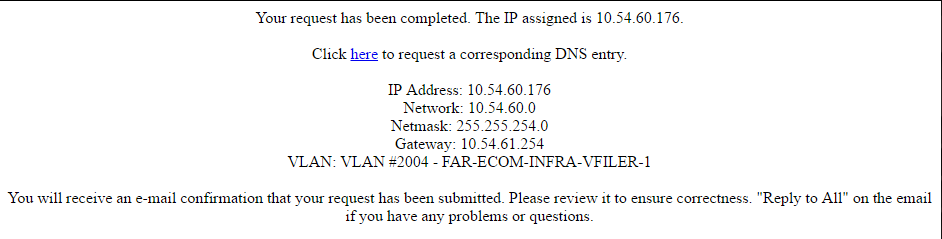 Your request has been completed. The IP assigned is 10.54.60.176.
Click here to request a corresponding DNS entry.
IP Address: 10.54.60.176
Network: 10.54.60.0
Netmask: 255.255.254.0
Gateway: 10.54.61.254
VLAN: VLAN #2004 - FAR-ECOM-INFRA-VFILER-1
You will receive an e-mail confirmation that your request has been submitted. Please review it to ensure correctness. "Reply to All" on the email
if you have any problems or questions.